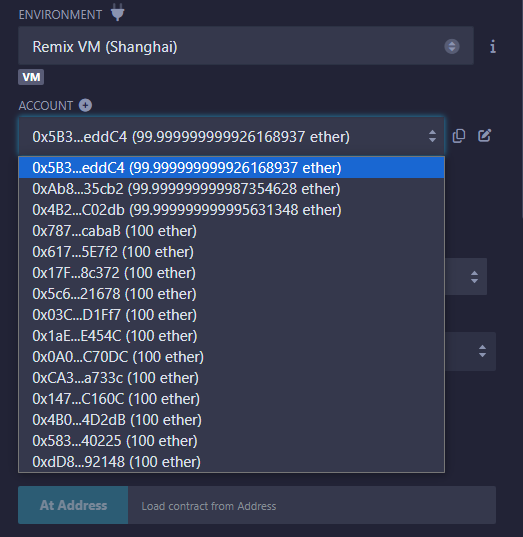 ENVIRONMENT
Remix VM (Shanghai)
i
VM
ACCOUNT
0x5B3...eddC4 (99.999999999926168937 ether)
0x5B3...eddC4 (99.999999999926168937 ether)
0xAb8...35cb2 (99.999999999987354628 ether)
0x4B2...C02db (99.999999999995631348 ether)
0x787...cabaB (100 ether)
0x617...5E7f2 (100 ether)
0x17F...8c372 (100 ether)
0x5c6...21678 (100 ether)
0x03C...D1Ff7 (100 ether)
0x1aE...E454C (100 ether)
0x0A0...C70DC (100 ether)
0xCA3...a733c (100 ether)
0x147...C160C (100 ether)
0x4B0...4D2dB (100 ether)
0x583...40225 (100 ether)
0xdD8...92148 (100 ether)
At Address
Load contract from Address